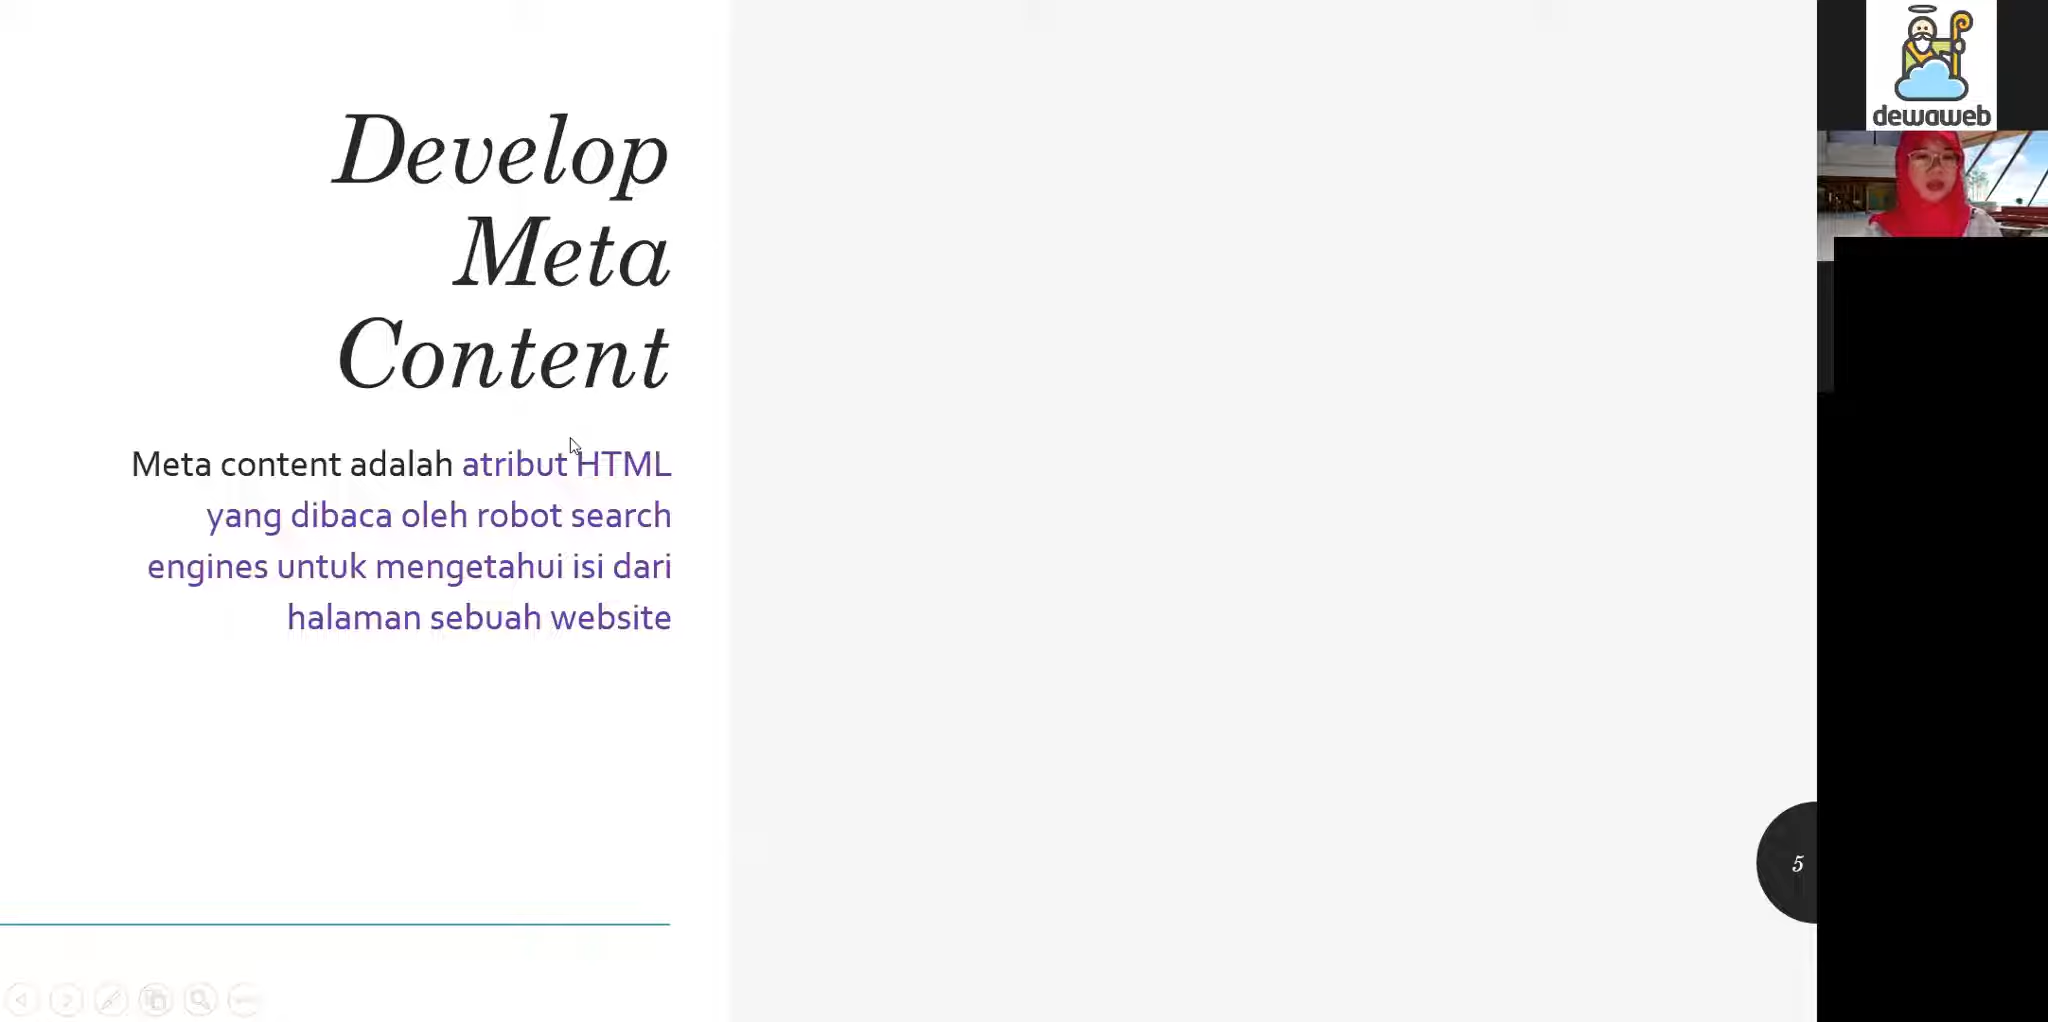 Develop
Meta
Content
Meta content adalah atribut HTML
yang dibaca oleh robot search
engines untuk mengetahui isi dari
halaman sebuah website
5
dewaweb